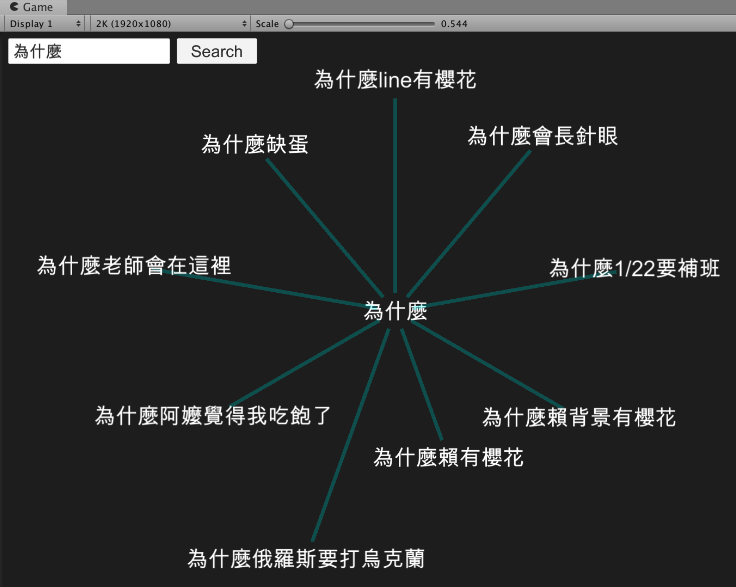 Game
Display 1
2K (1920x1080)
Scale
0.544
為什麼
Search
為什麼line有櫻花
為什麼會長針眼
為什麼缺蛋
為什麼老師會在這裡
為什麼1/22要補班
為什麼
為什麼阿嬤覺得我吃飽了
為什麼賴背景有櫻花
為什麼賴有櫻花
為什麼俄羅斯要打烏克蘭